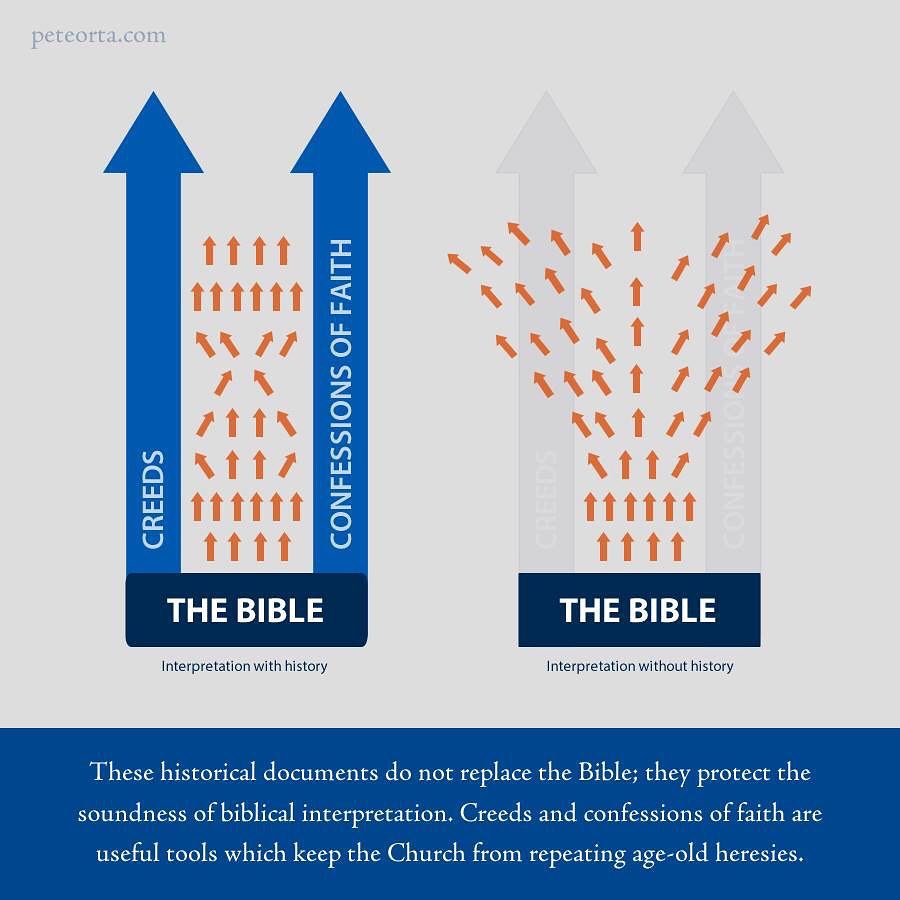 peteorta.com
CREEDS
CONFESSIONS OF FAITH
THE BIBLE
Interpretation with history
CREEDS
CONFESSIONS OF FAITH
THE BIBLE
Interpretation without history
These historical documents do not replace the Bible; they protect the
soundness of biblical interpretation. Creeds and confessions of faith are
useful tools which keep the Church from repeating age-old heresies.